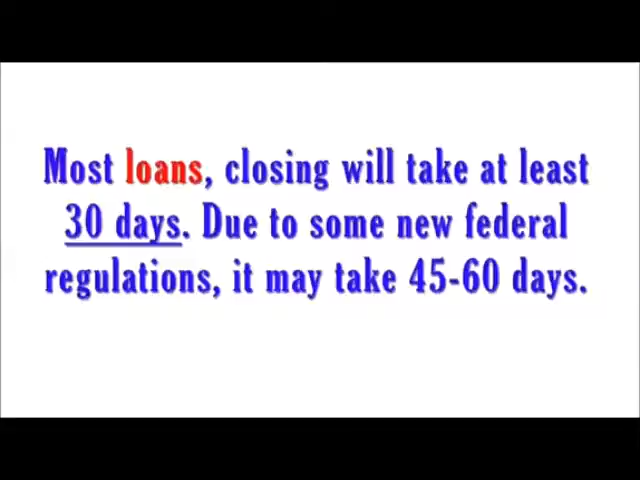 Most loans, closing will take at least
30 days. Due to some new federal
regulations, it may take 45-60 days.